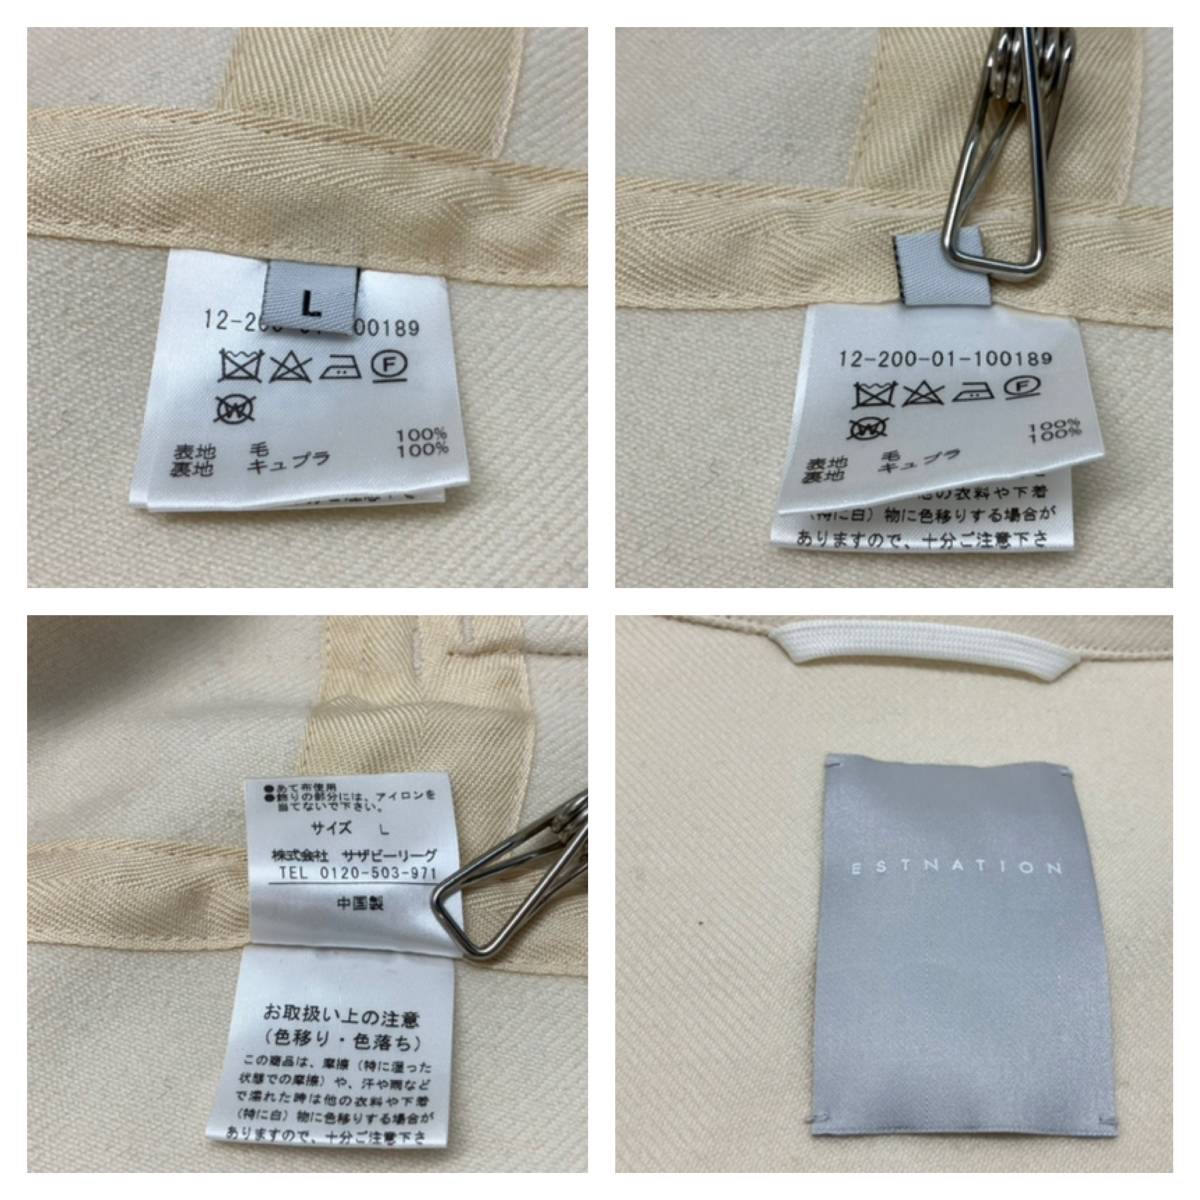 L
12-20 00189
F
W
表地 毛 100%
裏地 キュプラ 100%
12-200-01-100189
F
W
表地 毛 100%
裏地 キュプラ 100%
の衣料や下着
(特に白)物に色移りする場合が
ありますので、十分ご注意下さ
●あて布使用
●飾りの部分には、アイロンを
当てないで下さい。
サイズ L
株式会社 サザビーリーグ
TEL 0120-503-971
中国製
お取扱い上の注意
(色移り・色落ち)
この商品は、摩擦(特に湿った
状態での摩擦)や、汗や雨など
で濡れた時は他の衣料や下着
(特に白)物に色移りする場合が
ありますので、十分ご注意下さ
ESTNATION